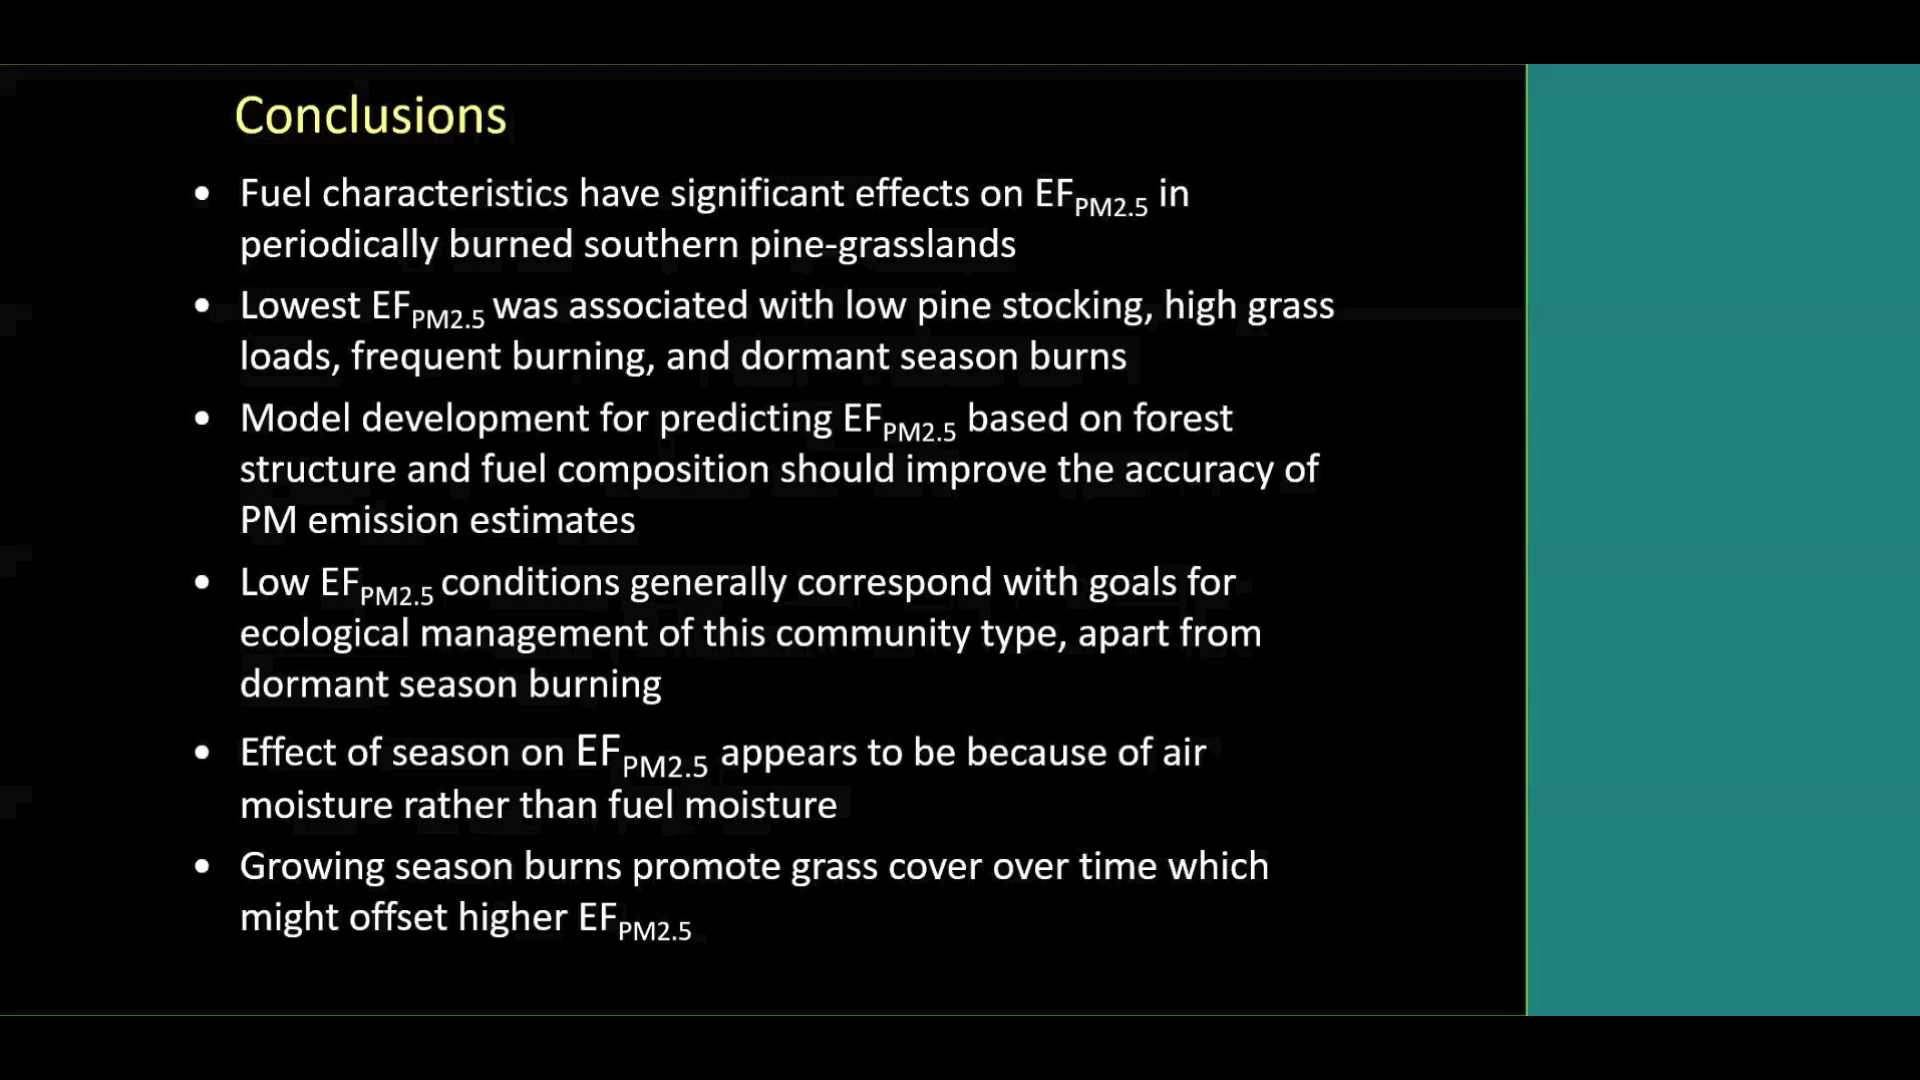 Conclusions
• Fuel characteristics have significant effects on EFPM2.5 in
periodically burned southern pine-grasslands
• Lowest EFPM2.5 was associated with low pine stocking, high grass
loads, frequent burning, and dormant season burns
• Model development for predicting EFPM2.5 based on forest
structure and fuel composition should improve the accuracy of
PM emission estimates
• Low EFPM2.5 conditions generally correspond with goals for
ecological management of this community type, apart from
dormant season burning
• Effect of season on EFPM2.5 appears to be because of air
moisture rather than fuel moisture
• Growing season burns promote grass cover over time which
might offset higher EFPM2.5